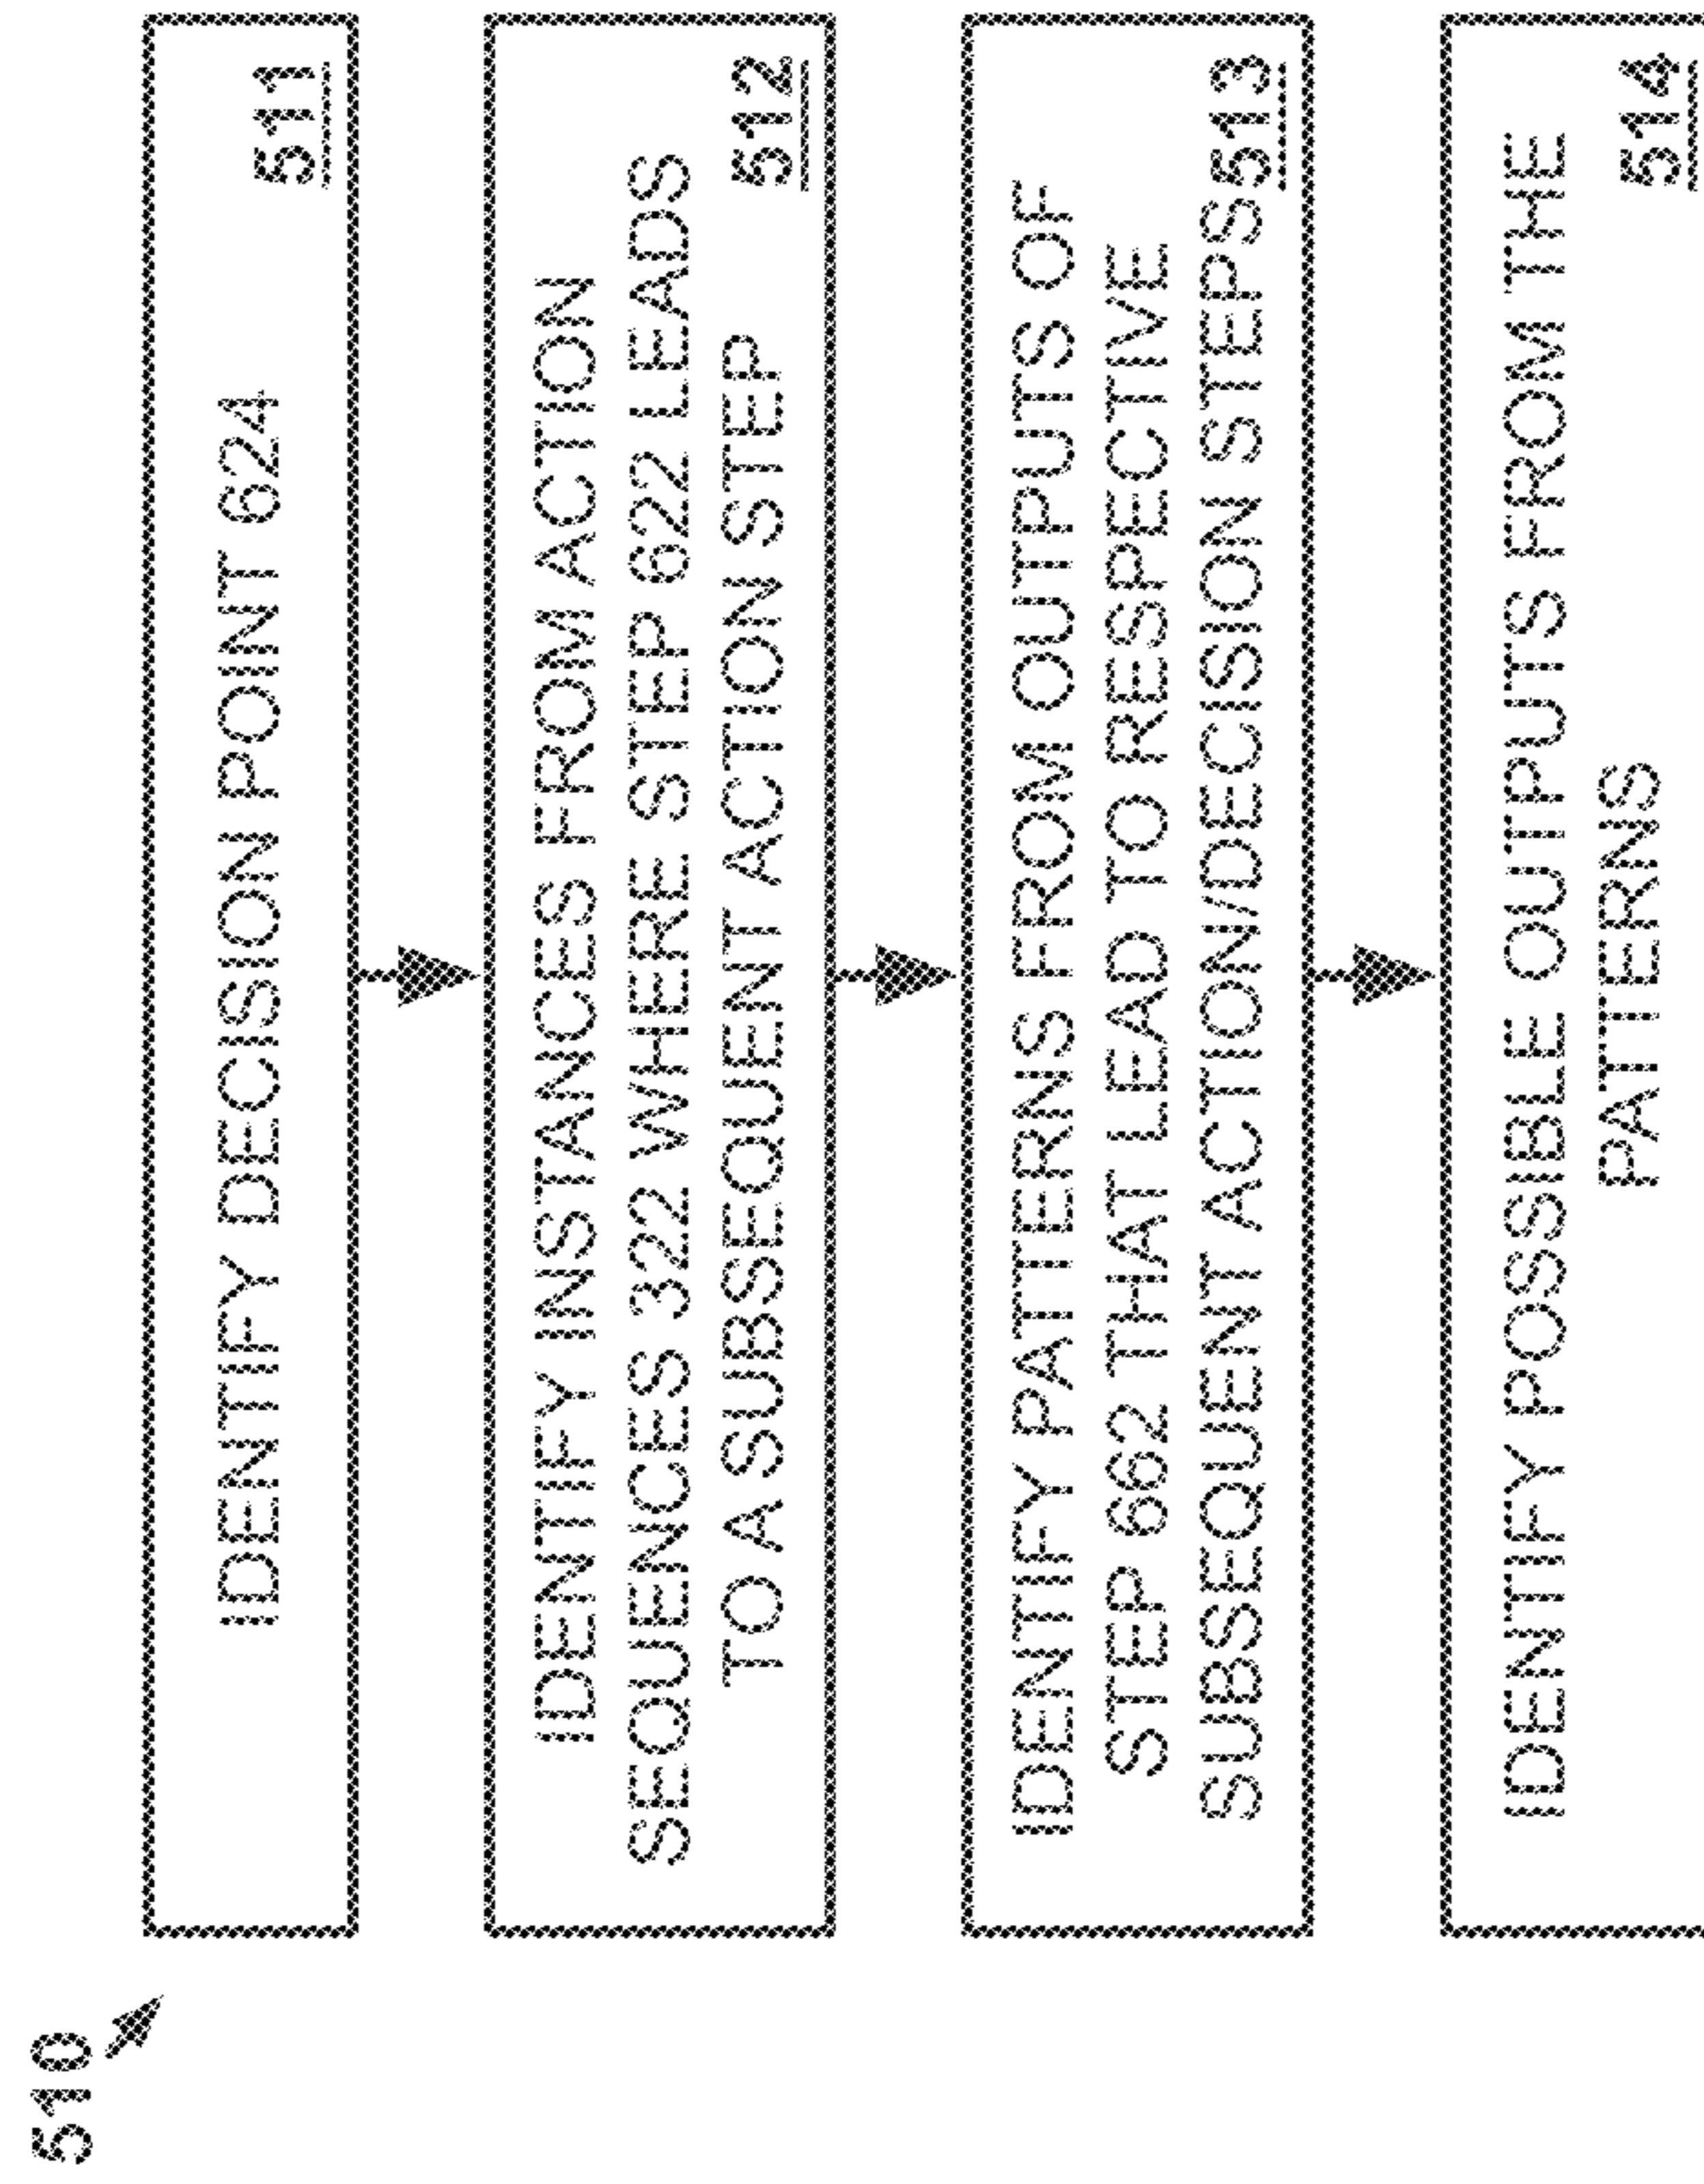 510
IDENTIFY DECISION POINT 624
511
IDENTIFY INSTANCES FROM ACTION
SEQUENCES 322 WHERE STEP 622 LEADS
TO A SUBSEQUENT ACTION STEP
512
IDENTIFY PATTERNS FROM OUTPUTS OF
STEP 662 THAT LEAD TO RESPECTIVE
SUBSEQUENT ACTION/DECISION STEPS
513
IDENTIFY POSSIBLE OUTPUTS FROM THE
PATTERNS
514